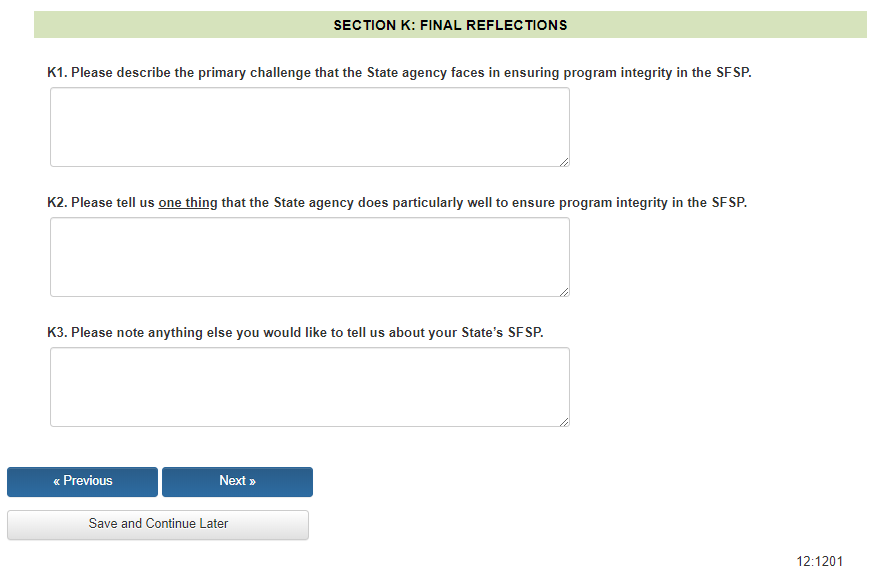 SECTION K: FINAL REFLECTIONS
K1. Please describe the primary challenge that the State agency faces in ensuring program integrity in the SFSP.
K2. Please tell us one thing that the State agency does particularly well to ensure program integrity in the SFSP.
K3. Please note anything else you would like to tell us about your State's SFSP.
« Previous
Next »
Save and Continue Later
12:1201